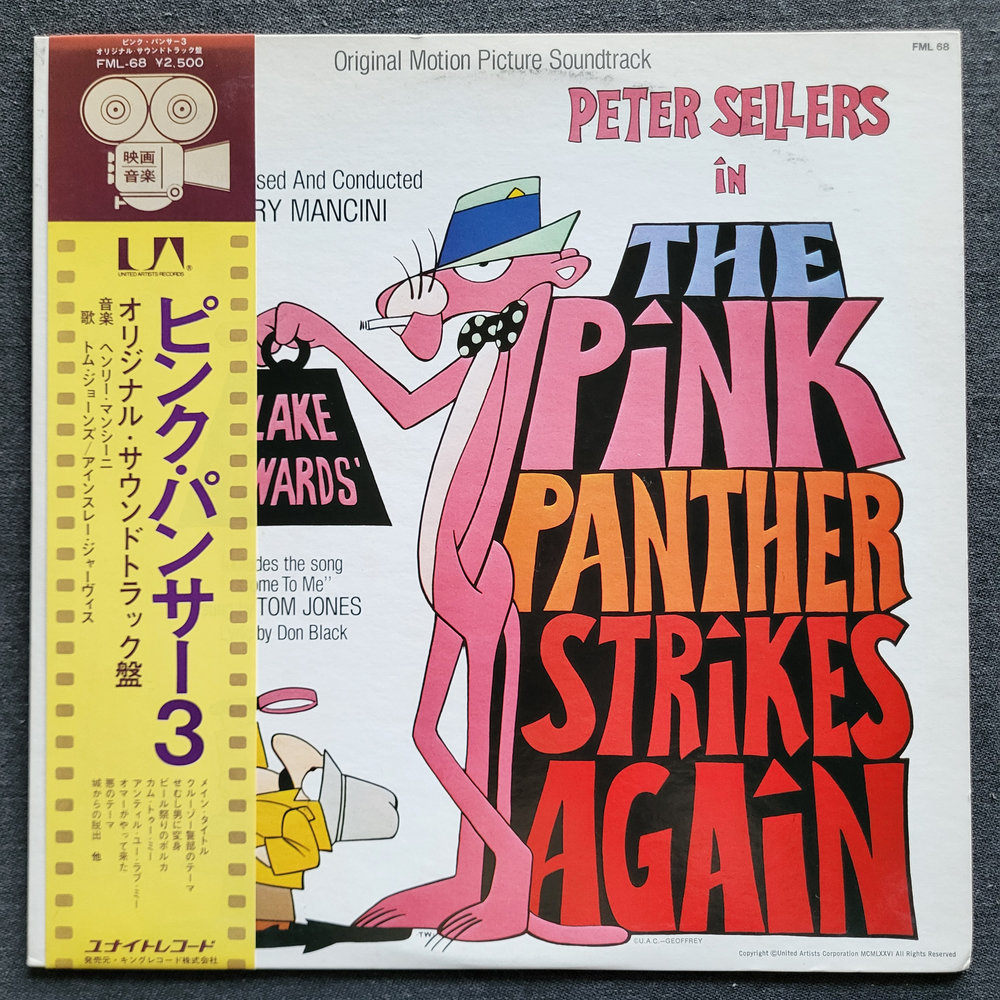 ピンク・パンサー3
オリジナル・サウンドトラック盤
FML-68 ¥2,500
映画
音楽
UA
UNITED ARTISTS RECORDS ®
ピンク・パンサー3
オリジナル・サウンドトラック盤
音楽 ヘンリー・マンシーニ
歌 トム・ジョーンズ/アインスレー・ジャーヴィス
メイン・タイトル
クルーゾー警部のテーマ
せむし男に変身
ビール祭りのポルカ
カム・トゥー・ミー
アンティル・ユー・ラブ・ミー
オマーがやって来た
悪のテーマ
城からの脱出 他
ユナイトレコード
発売元・キングレコード株式会社
FML 68
Original Motion Picture Soundtrack
PETER SELLERS
iN
sed And Conducted
RY MANCINI
THE
PiNK
PANTHER
STRiKES
AGAiN
LAKE
WARDS'
des the song
ome To Me"
TOM JONES
by Don Black
TW
©U.A.C.—GEOFFREY
Copyright ©United Artists Corporation MCMLXXVI All Rights Reserved